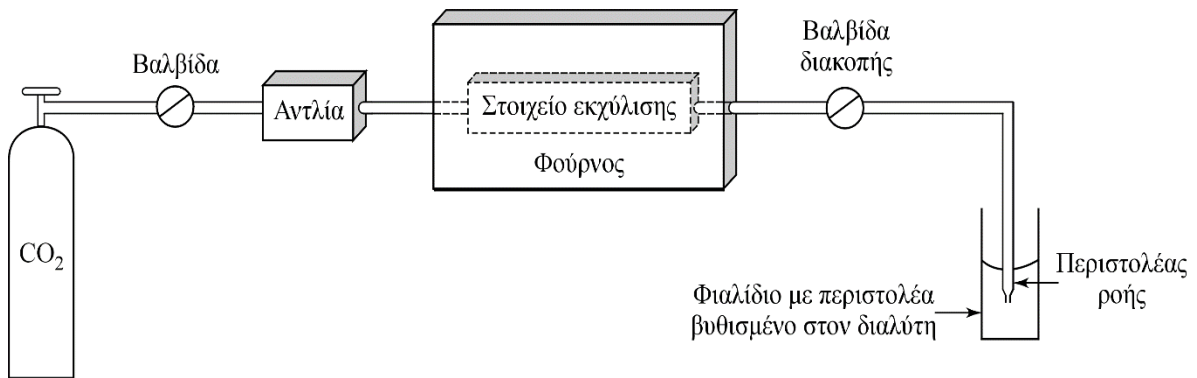 Βαλβίδα
Αντλία
Στοιχείο εκχύλισης
Φούρνος
Βαλβίδα
διακοπής
CO₂
Φιαλίδιο με περιστολέα
βυθισμένο στον διαλύτη
Περιστολέας
ροής